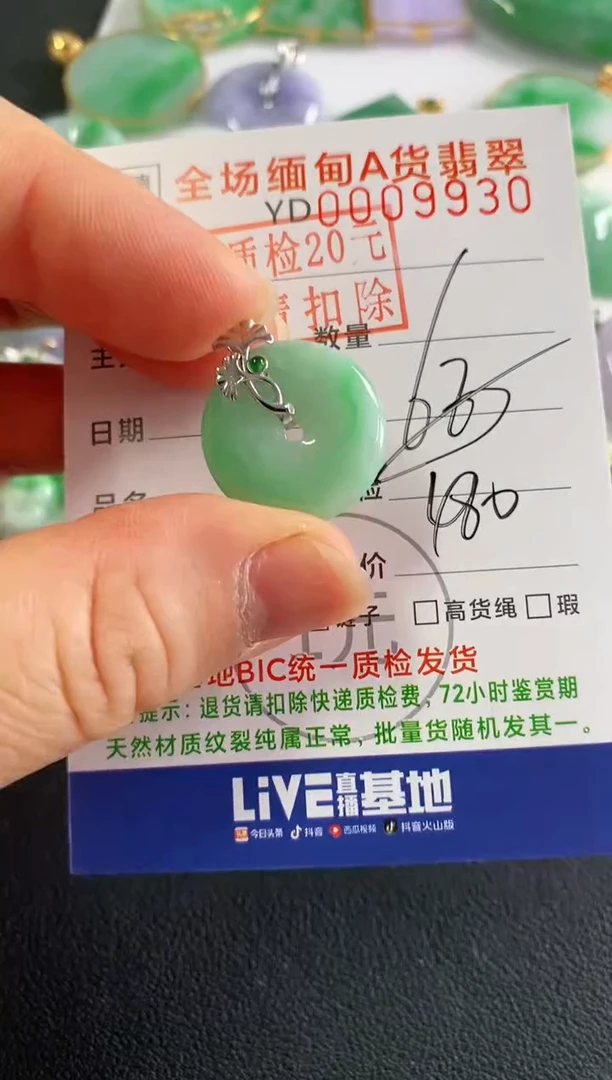 全场缅甸A货翡翠
YD0009930
质检20元
扣除
数量
日期
480
价
高货绳 瑕
地BIC统一质检发货
提示：退货请扣除快递质检费，72小时鉴赏期
天然材质纹裂纯属正常，批量货随机发其一。
LiVE直播基地
今日头条 抖音 西瓜视频 抖音火山版